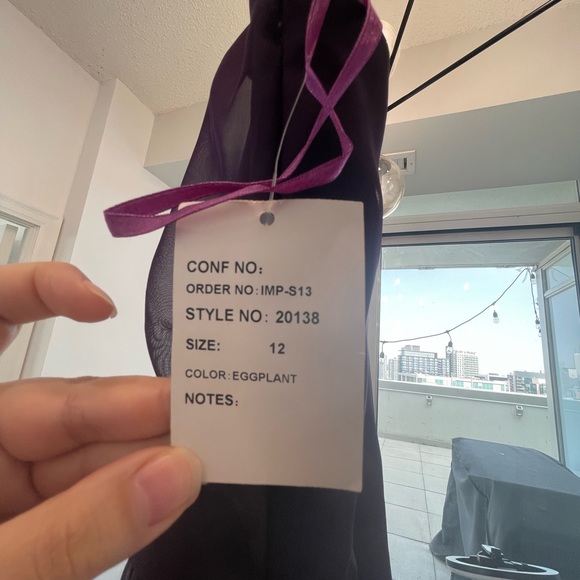 CONF NO:
ORDER NO: IMP-S13
STYLE NO: 20138
SIZE: 12
COLOR: EGGPLANT
NOTES: